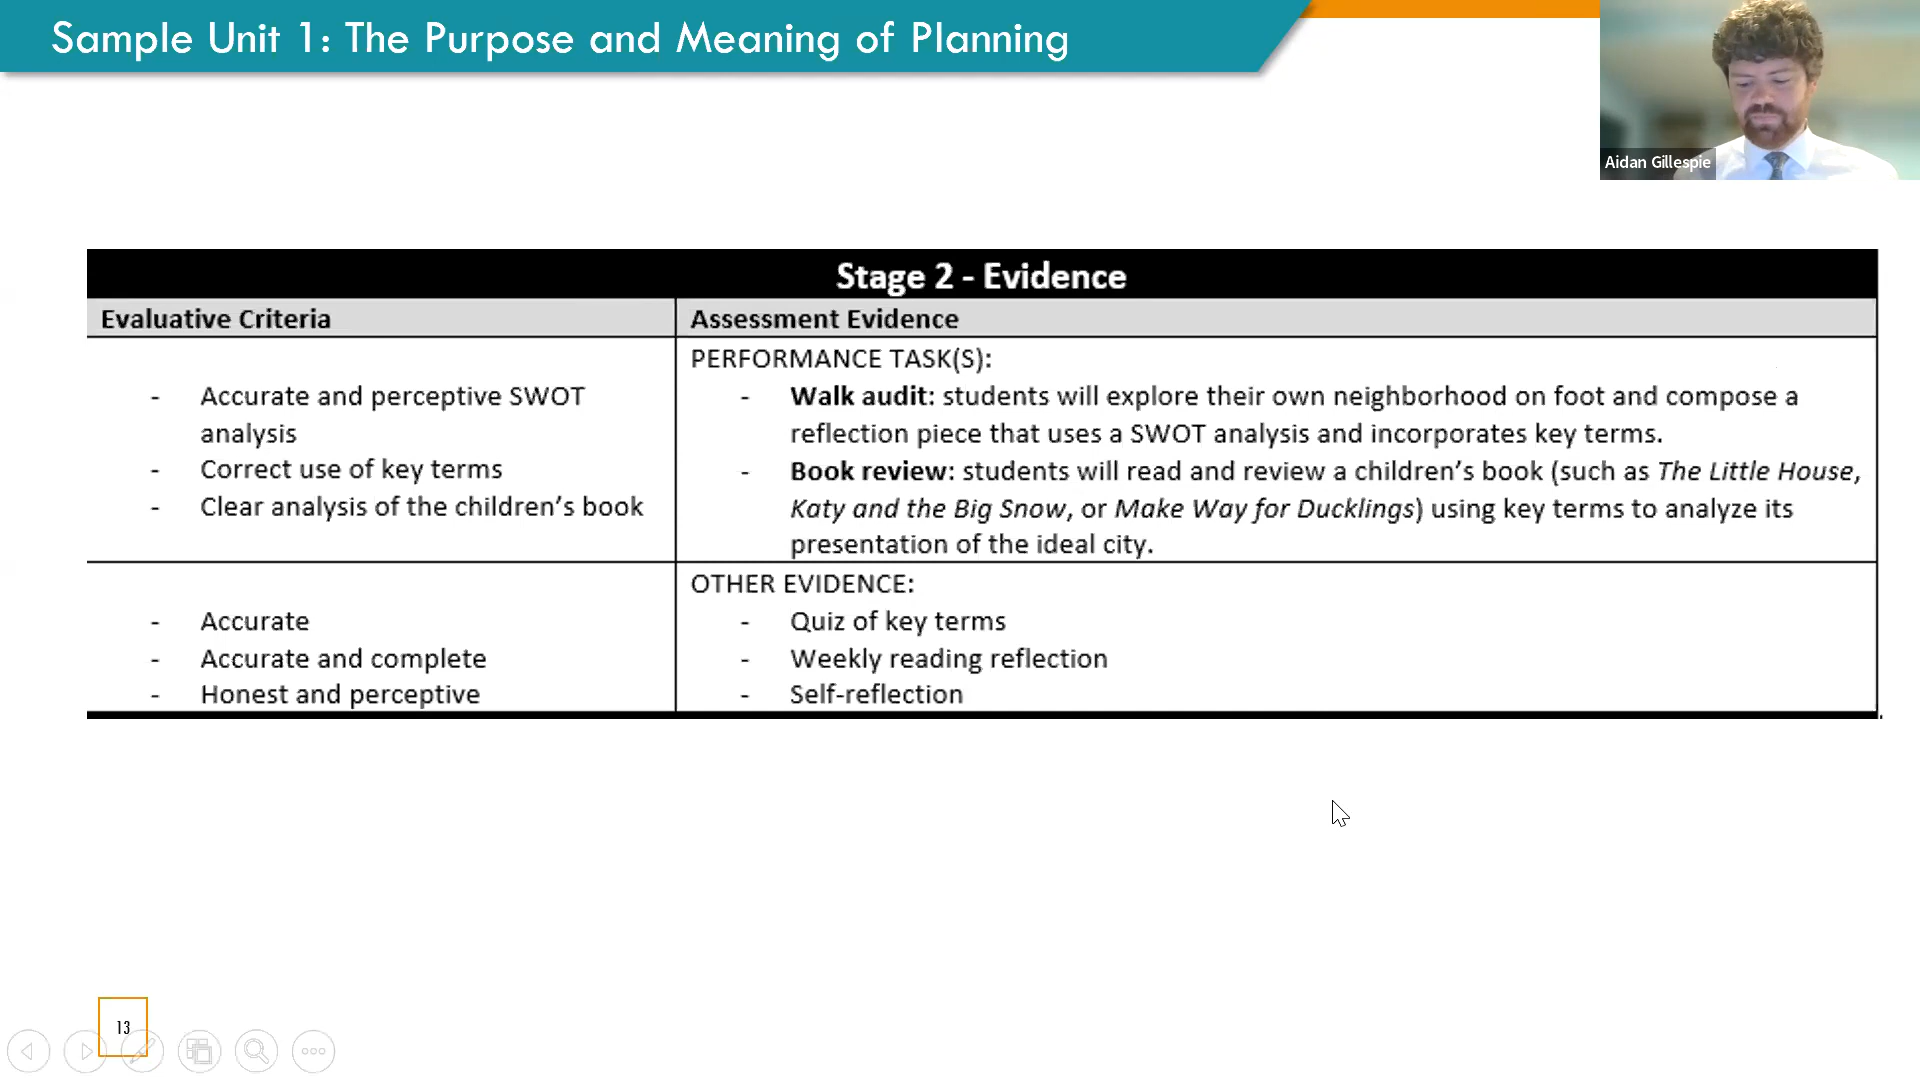 Sample Unit 1: The Purpose and Meaning of Planning
Aidan Gillespie
Stage 2 - Evidence
Evaluative Criteria
Assessment Evidence
- Accurate and perceptive SWOT
analysis
- Correct use of key terms
- Clear analysis of the children's book
PERFORMANCE TASK(S):
- Walk audit: students will explore their own neighborhood on foot and compose a
reflection piece that uses a SWOT analysis and incorporates key terms.
- Book review: students will read and review a children's book (such as The Little House,
Katy and the Big Snow, or Make Way for Ducklings) using key terms to analyze its
presentation of the ideal city.
- Accurate
- Accurate and complete
- Honest and perceptive
OTHER EVIDENCE:
- Quiz of key terms
- Weekly reading reflection
- Self-reflection
.
13